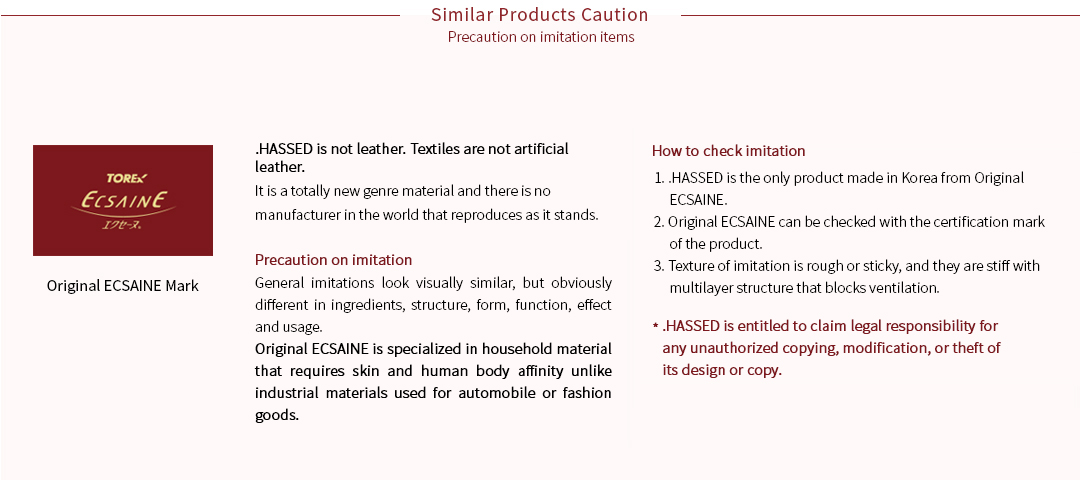 Similar Products Caution
Precaution on imitation items
TOREX
ECSAINE
エクセーヌ®
Original ECSAINE Mark
.HASSED is not leather. Textiles are not artificial
leather.
It is a totally new genre material and there is no
manufacturer in the world that reproduces as it stands.
Precaution on imitation
General imitations look visually similar, but obviously
different in ingredients, structure, form, function, effect
and usage.
Original ECSAINE is specialized in household material
that requires skin and human body affinity unlike
industrial materials used for automobile or fashion
goods.
How to check imitation
1. .HASSED is the only product made in Korea from Original
ECSAINE.
2. Original ECSAINE can be checked with the certification mark
of the product.
3. Texture of imitation is rough or sticky, and they are stiff with
multilayer structure that blocks ventilation.
* .HASSED is entitled to claim legal responsibility for
any unauthorized copying, modification, or theft of
its design or copy.